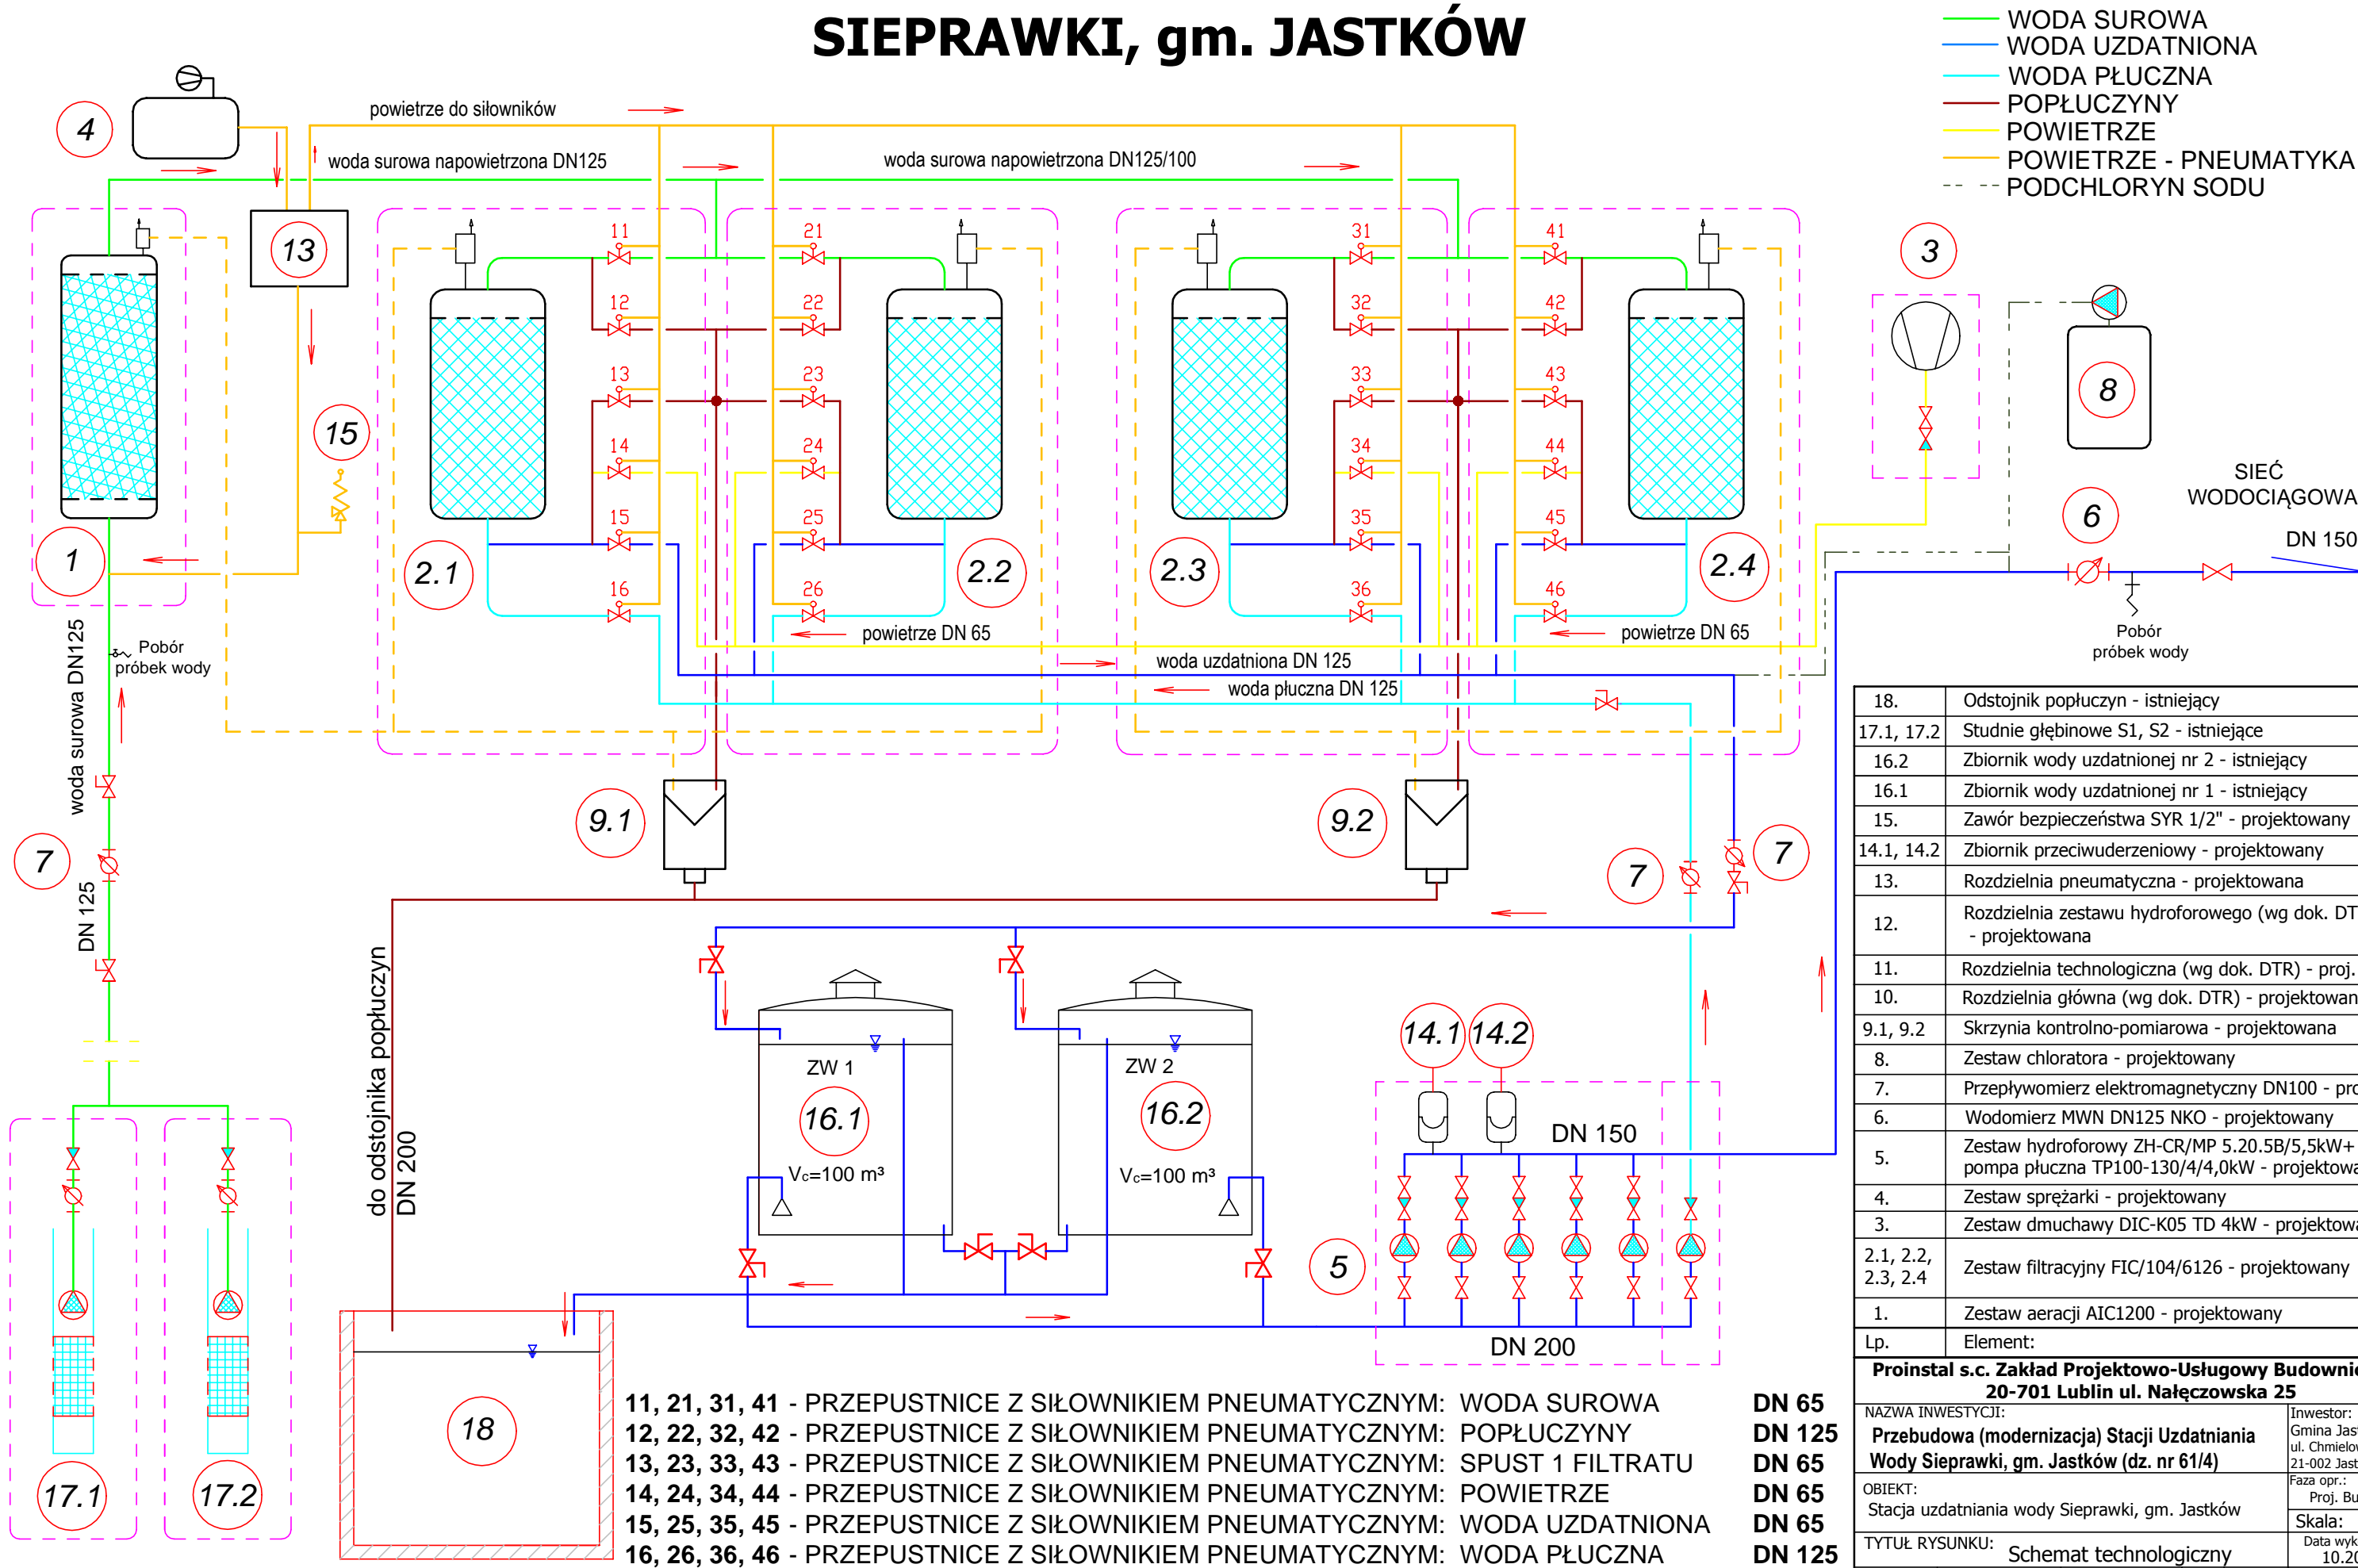 SIEPRAWKI, gm. JASTKÓW
WODA SUROWA
WODA UZDATNIONA
WODA PŁUCZNA
POPŁUCZYNY
POWIETRZE
POWIETRZE - PNEUMATYKA
PODCHLORYN SODU
4
powietrze do siłowników
woda surowa napowietrzona DN125
woda surowa napowietrzona DN125/100
13
3
11
21
31
41
12
22
32
42
8
13
23
33
43
15
14
24
34
44
SIEĆ
WODOCIĄGOWA
6
15
25
35
45
DN 150
1
2.1
2.2
2.3
2.4
16
26
36
46
powietrze DN 65
powietrze DN 65
Pobór
próbek wody
Pobór
próbek wody
woda surowa DN125
woda uzdatniona DN 125
woda płuczna DN 125
9.1
9.2
7
7
7
DN 125
do odstojnika popłuczyn
DN 200
ZW 1
ZW 2
16.1
16.2
Vc=100 m³
Vc=100 m³
14.1
14.2
DN 150
5
DN 200
17.1
17.2
18
11, 21, 31, 41 - PRZEPUSTNICE Z SIŁOWNIKIEM PNEUMATYCZNYM: WODA SUROWA DN 65
12, 22, 32, 42 - PRZEPUSTNICE Z SIŁOWNIKIEM PNEUMATYCZNYM: POPŁUCZYNY DN 125
13, 23, 33, 43 - PRZEPUSTNICE Z SIŁOWNIKIEM PNEUMATYCZNYM: SPUST 1 FILTRATU DN 65
14, 24, 34, 44 - PRZEPUSTNICE Z SIŁOWNIKIEM PNEUMATYCZNYM: POWIETRZE DN 65
15, 25, 35, 45 - PRZEPUSTNICE Z SIŁOWNIKIEM PNEUMATYCZNYM: WODA UZDATNIONA DN 65
16, 26, 36, 46 - PRZEPUSTNICE Z SIŁOWNIKIEM PNEUMATYCZNYM: WODA PŁUCZNA DN 125
18. Odstojnik popłuczyn - istniejący
17.1, 17.2 Studnie głębinowe S1, S2 - istniejące
16.2 Zbiornik wody uzdatnionej nr 2 - istniejący
16.1 Zbiornik wody uzdatnionej nr 1 - istniejący
15. Zawór bezpieczeństwa SYR 1/2" - projektowany
14.1, 14.2 Zbiornik przeciwuderzeniowy - projektowany
13. Rozdzielnia pneumatyczna - projektowana
12. Rozdzielnia zestawu hydroforowego (wg dok. DT
- projektowana
11. Rozdzielnia technologiczna (wg dok. DTR) - proj.
10. Rozdzielnia główna (wg dok. DTR) - projektowan
9.1, 9.2 Skrzynia kontrolno-pomiarowa - projektowana
8. Zestaw chloratora - projektowany
7. Przepływomierz elektromagnetyczny DN100 - pro
6. Wodomierz MWN DN125 NKO - projektowany
5. Zestaw hydroforowy ZH-CR/MP 5.20.5B/5,5kW+
pompa płuczna TP100-130/4/4,0kW - projektowa
4. Zestaw sprężarki - projektowany
3. Zestaw dmuchawy DIC-K05 TD 4kW - projektowa
2.1, 2.2,
2.3, 2.4 Zestaw filtracyjny FIC/104/6126 - projektowany
1. Zestaw aeracji AIC1200 - projektowany
Lp. Element:
Proinstal s.c. Zakład Projektowo-Usługowy Budownic
20-701 Lublin ul. Nałęczowska 25
NAZWA INWESTYCJI:
Przebudowa (modernizacja) Stacji Uzdatniania
Wody Sieprawki, gm. Jastków (dz. nr 61/4)
Inwestor:
Gmina Jast
ul. Chmielow
21-002 Jast
OBIEKT:
Stacja uzdatniania wody Sieprawki, gm. Jastków
Faza opr.:
Proj. Bu
Skala:
TYTUŁ RYSUNKU:
Schemat technologiczny
Data wyk
10.20